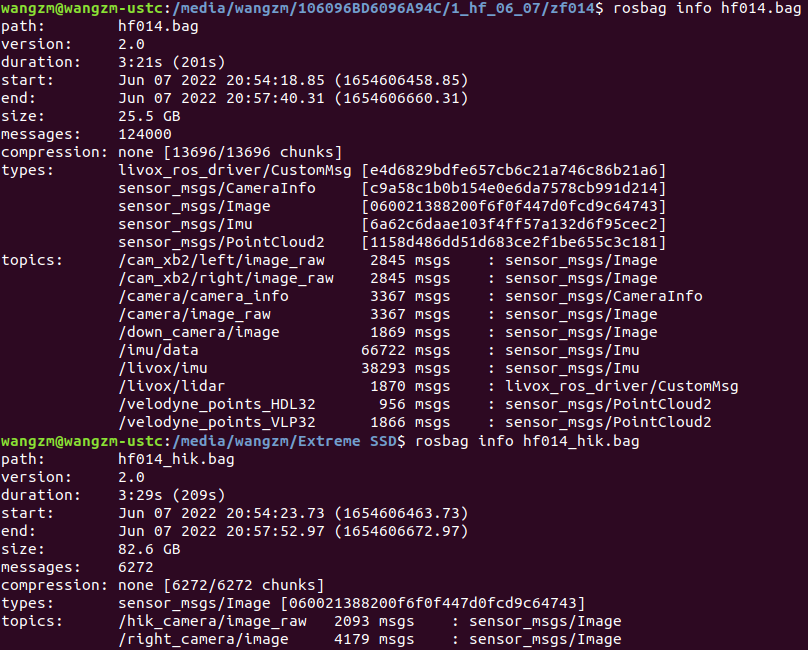 wangzm@wangzm-ustc:/media/wangzm/106096BD6096A94C/1_hf_06_07/zf014$ rosbag info hf014.bag
path:        hf014.bag
version:     2.0
duration:    3:21s (201s)
start:       Jun 07 2022 20:54:18.85 (1654606458.85)
end:         Jun 07 2022 20:57:40.31 (1654606660.31)
size:        25.5 GB
messages:    124000
compression: none [13696/13696 chunks]
types:       livox_ros_driver/CustomMsg [e4d6829bdfe657cb6c21a746c86b21a6]
             sensor_msgs/CameraInfo     [c9a58c1b0b154e0e6da7578cb991d214]
             sensor_msgs/Image          [060021388200f6f0f447d0fcd9c64743]
             sensor_msgs/Imu            [6a62c6daae103f4ff57a132d6f95cec2]
             sensor_msgs/PointCloud2    [1158d486dd51d683ce2f1be655c3c181]
topics:      /cam_xb2/left/image_raw     2845 msgs    : sensor_msgs/Image
             /cam_xb2/right/image_raw    2845 msgs    : sensor_msgs/Image
             /camera/camera_info         3367 msgs    : sensor_msgs/CameraInfo
             /camera/image_raw           3367 msgs    : sensor_msgs/Image
             /down_camera/image          1869 msgs    : sensor_msgs/Image
             /imu/data                  66722 msgs    : sensor_msgs/Imu
             /livox/imu                 38293 msgs    : sensor_msgs/Imu
             /livox/lidar                1870 msgs    : livox_ros_driver/CustomMsg
             /velodyne_points_HDL32       956 msgs    : sensor_msgs/PointCloud2
             /velodyne_points_VLP32      1866 msgs    : sensor_msgs/PointCloud2
wangzm@wangzm-ustc:/media/wangzm/Extreme SSD$ rosbag info hf014_hik.bag
path:        hf014_hik.bag
version:     2.0
duration:    3:29s (209s)
start:       Jun 07 2022 20:54:23.73 (1654606463.73)
end:         Jun 07 2022 20:57:52.97 (1654606672.97)
size:        82.6 GB
messages:    6272
compression: none [6272/6272 chunks]
types:       sensor_msgs/Image [060021388200f6f0f447d0fcd9c64743]
topics:      /hik_camera/image_raw   2093 msgs    : sensor_msgs/Image
             /right_camera/image     4179 msgs    : sensor_msgs/Image